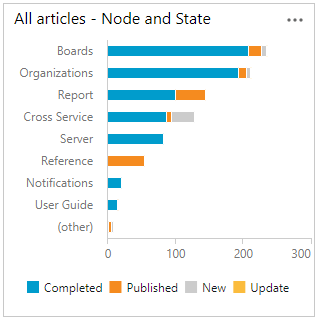 All articles - Node and State
Boards
Organizations
Report
Cross Service
Server
Reference
Notifications
User Guide
(other)
0 100 200 300
Completed Published New Update